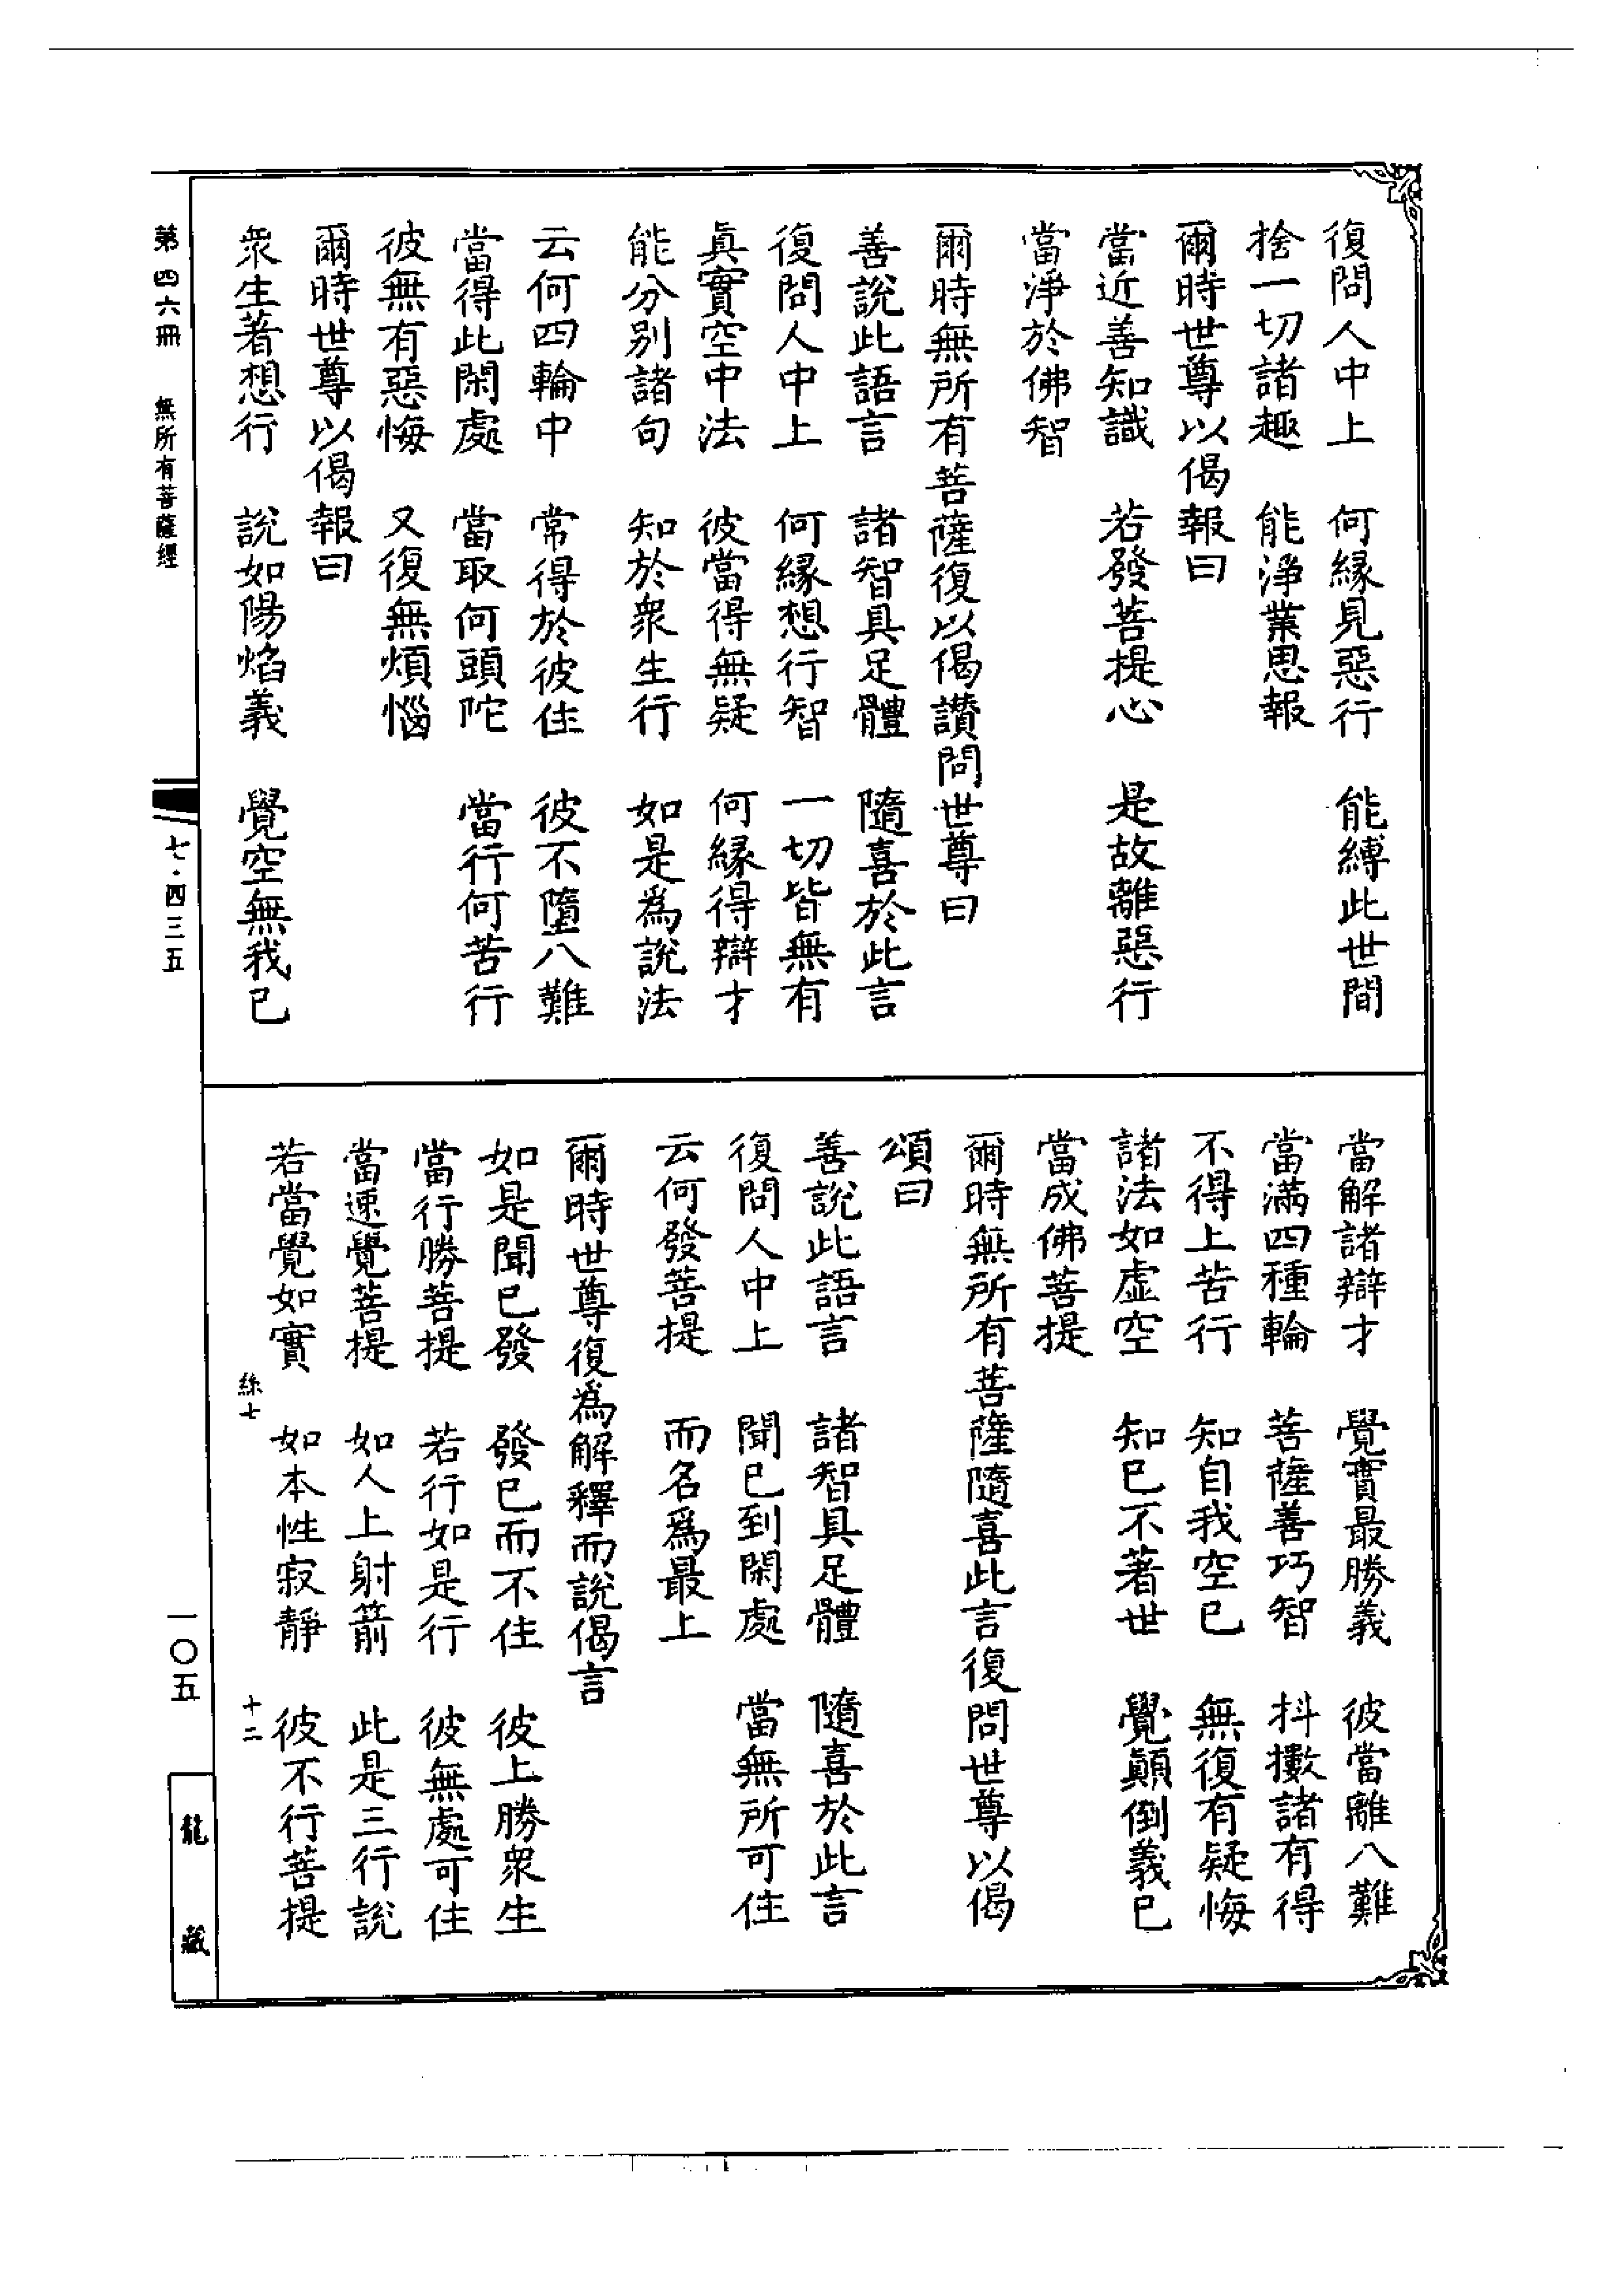 復問人中上　何緣見惡行　能縛此世間
捨一切諸趣　能淨業思報
爾時世尊以偈報曰
當近善知識　若發菩提心　是故離惡行
當淨於佛智
爾時無所有菩薩復以偈讚問世尊曰
善說此語言　諸智具足體　隨喜於此言
復問人中上　何緣想行智　一切皆無有
眞實空中法　彼當得無疑　何緣得辯才
能分别諸句　知於衆生行　如是爲說法
云何四輪中　常得於彼住　彼不墮八難
當得此閑處　當取何頭陀　當行何苦行
彼無有惡悔　又復無煩惱
爾時世尊以偈報曰
衆生著想行　說如陽焰義　覺空無我已
當解諸辯才　覺實最勝義　彼當離八難
當滿四種輪　菩薩善巧智　抖擻諸有得
不得上苦行　知自我空已　無復有疑悔
諸法如虛空　知已不著世　覺顚倒義已
當成佛菩提
爾時無所有菩薩隨喜此言復問世尊以偈
頌曰
善說此語言　諸智具足體　隨喜於此言
復問人中上　聞已到閑處　當無所可住
云何發菩提　而名爲最上
爾時世尊復爲解釋而說偈言
如是聞已發　發已而不住　彼上勝衆生
當行勝菩提　若行如是行　彼無處可住
當速覺菩提　如人上射箭　此是三行說
若當覺如實　如本性寂靜　彼不行菩提
絲七　十二
第四六冊　無所有菩薩經
七·四三五
一〇五
龍藏